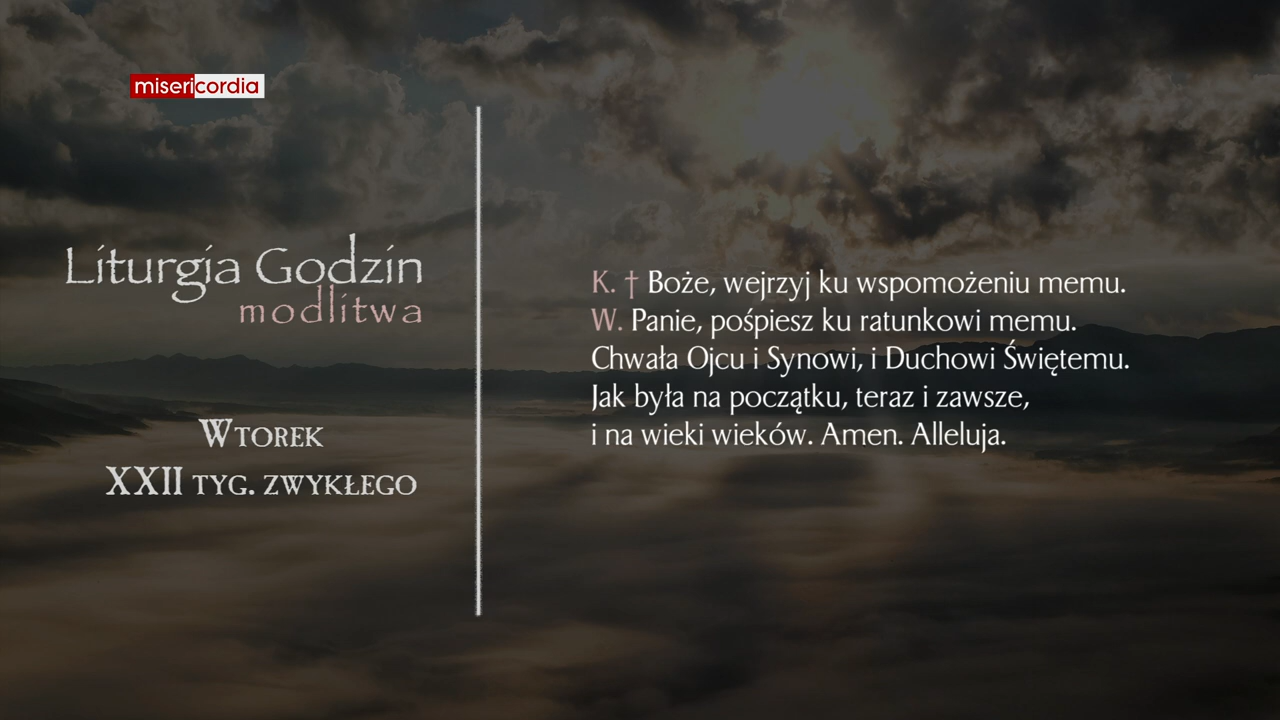 misericordia
Liturgia Godzin
modlitwa
Wtorek
XXII tyg. zwykłego
K. † Boże, wejrzyj ku wspomożeniu memu.
W. Panie, pośpiesz ku ratunkowi memu.
Chwała Ojcu i Synowi, i Duchowi Świętemu.
Jak była na początku, teraz i zawsze,
i na wieki wieków. Amen. Alleluja.